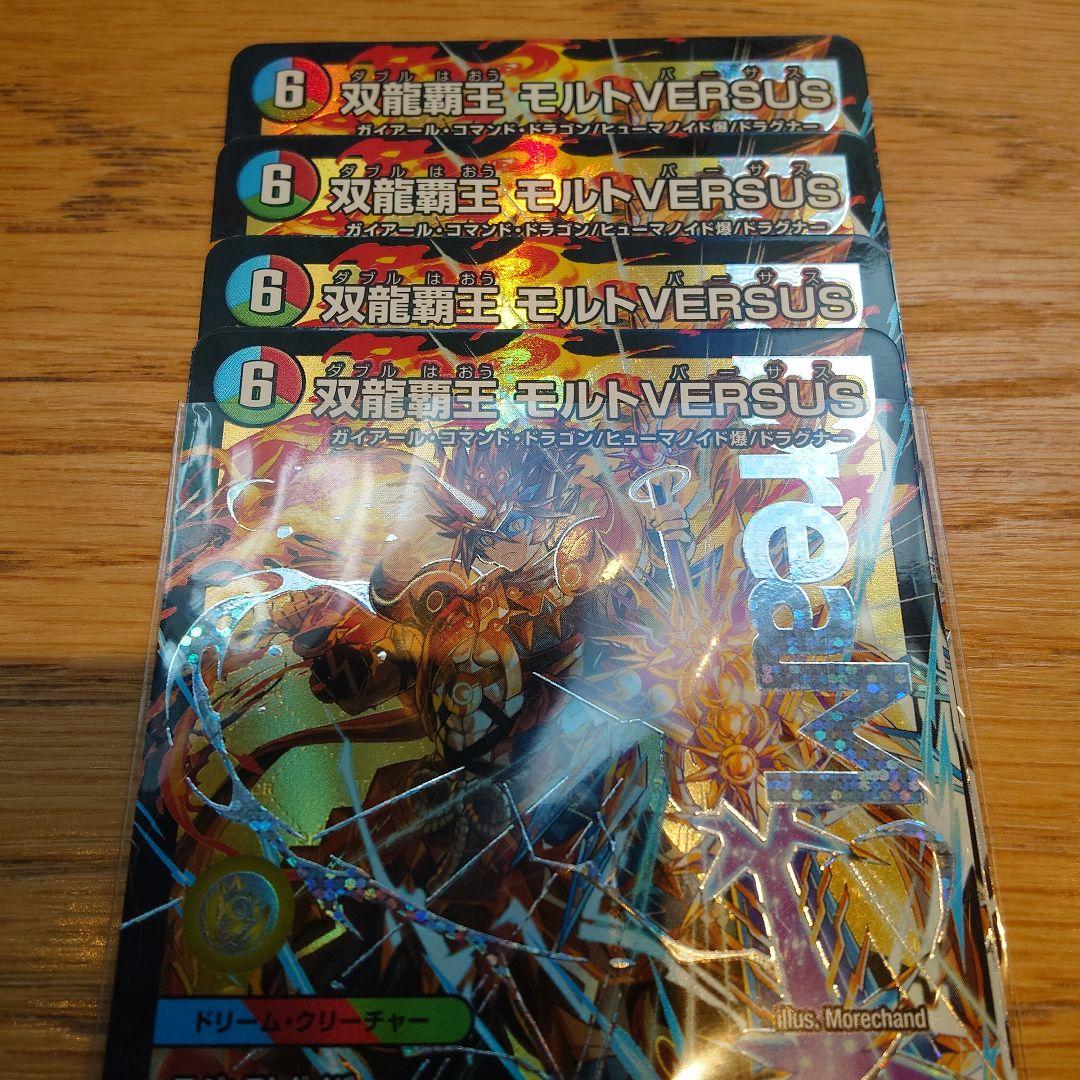 ダブル はおう バーサス
6 双龍覇王 モルトVERSUS
ガイアール・コマンド・ドラゴン/ヒューマノイド爆/ドラグナー
ダブル はおう バーサス
6 双龍覇王 モルトVERSUS
ガイアール・コマンド・ドラゴン/ヒューマノイド爆/ドラグナー
ダブル はおう バーサス
6 双龍覇王 モルトVERSUS
ダブル はおう バーサス
6 双龍覇王 モルトVERSUS
ガイアール・コマンド・ドラゴン/ヒューマノイド爆/ドラグナー
DreaM
ドリーム・クリーチャー
illus. Morechand